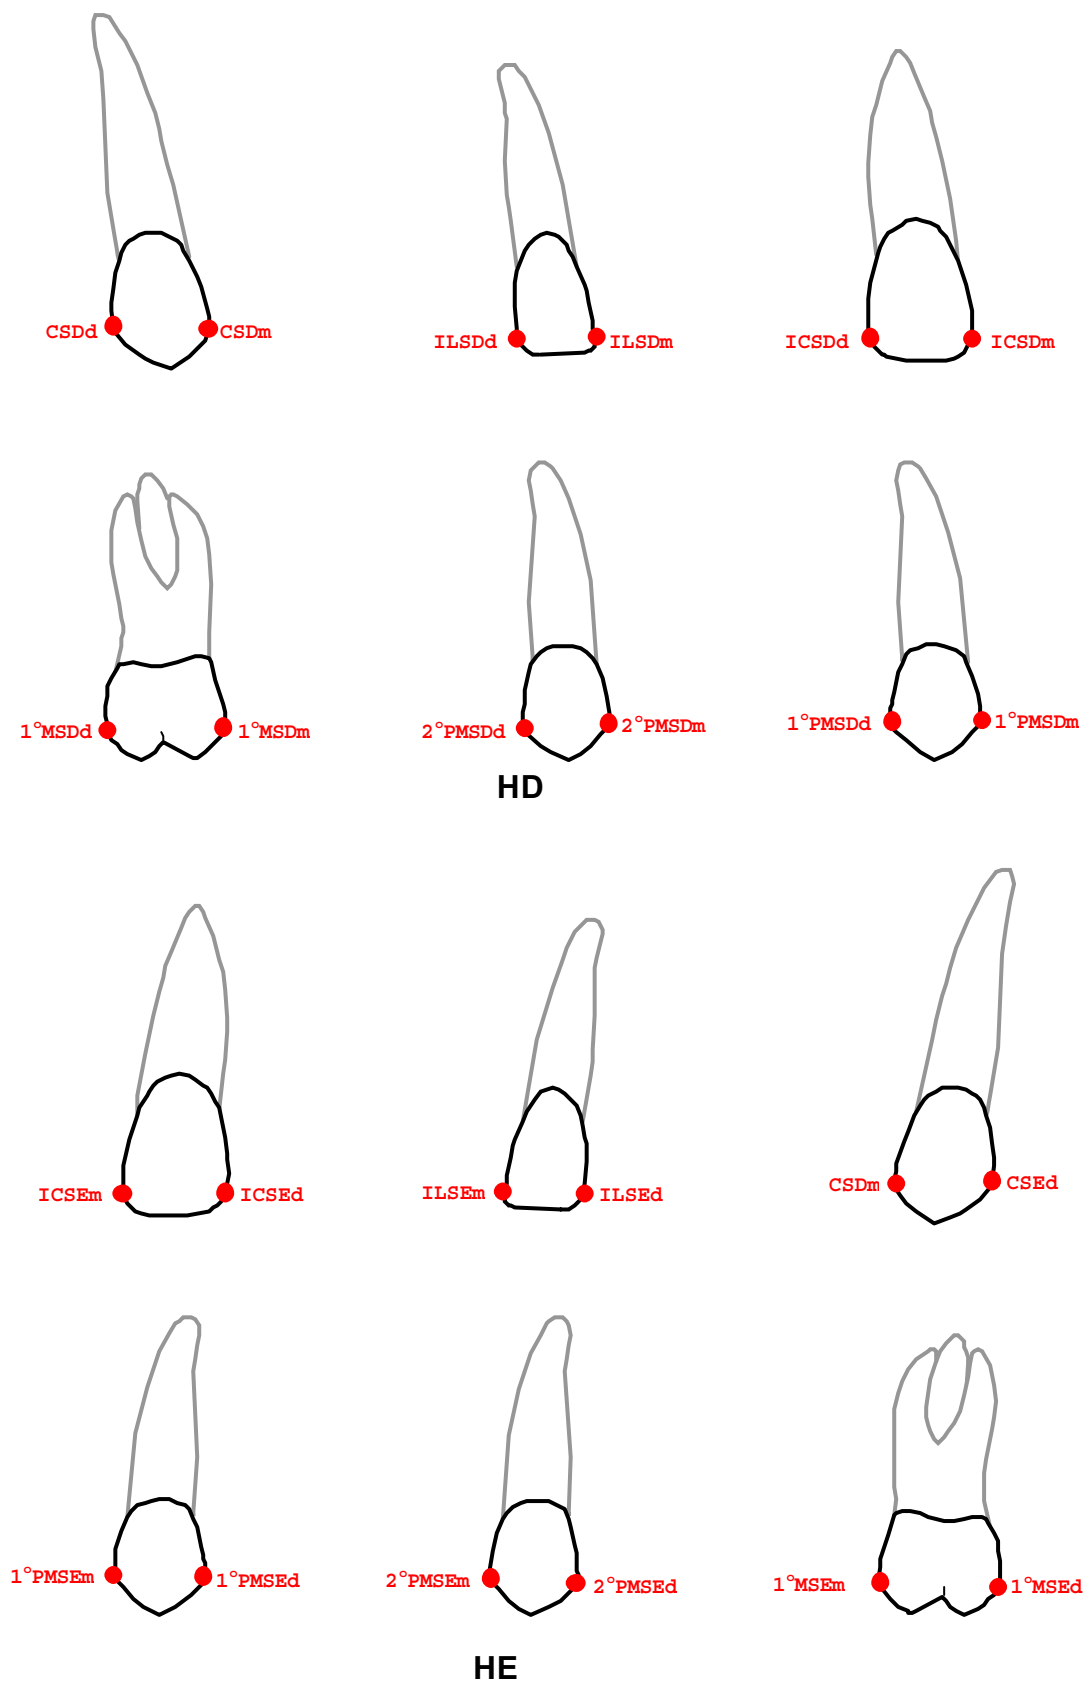 CSDd CSDm ILSDd ILSDm ICSDd ICSDm
1°MSDd 1°MSDm 2°PMSDd 2°PMSDm 1°PMSDd 1°PMSDm
HD
ICSEm ICSEd ILSEm ILSEd CSDm CSEd
1°PMSEm 1°PMSEd 2°PMSEm 2°PMSEd 1°MSEm 1°MSEd
HE